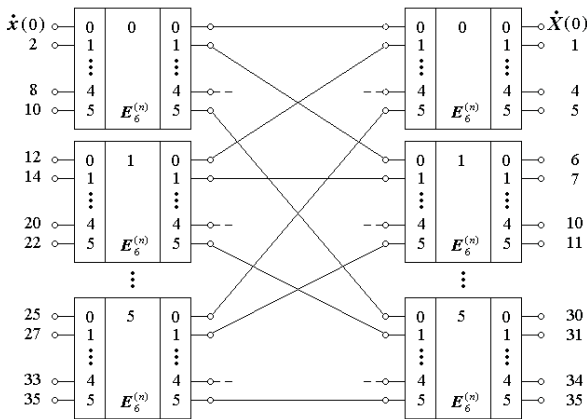 ẋ(0) 0 0 0 0 0 0 Ẋ(0)
2 1 1 1 1 1
8 4 4 4 4 4
10 5 E₆⁽ⁿ⁾ 5 5 E₆⁽ⁿ⁾ 5 5
12 0 1 0 0 1 0 6
14 1 1 1 1 7
20 4 4 4 4 10
22 5 E₆⁽ⁿ⁾ 5 5 E₆⁽ⁿ⁾ 5 11
25 0 5 0 0 5 0 30
27 1 1 1 1 31
33 4 4 4 4 34
35 5 E₆⁽ⁿ⁾ 5 5 E₆⁽ⁿ⁾ 5 35